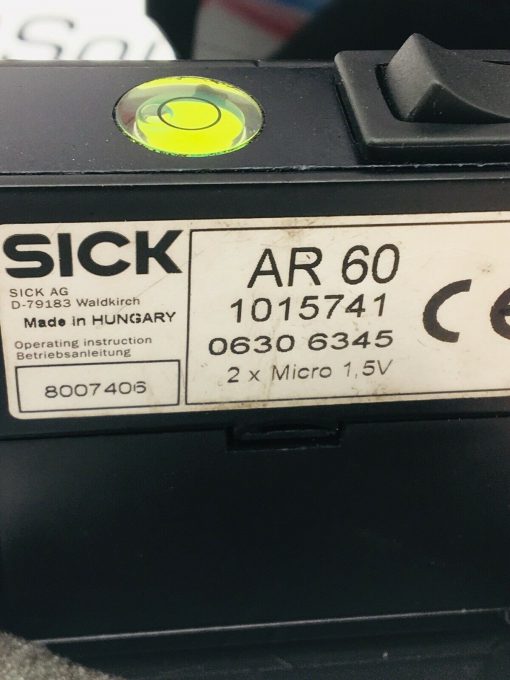 SICK
SICK AG
D-79183 Waldkirch
Made in HUNGARY
Operating instruction
Betriebsanleitung
8007406
AR 60
1015741
0630 6345
2 x Micro 1,5V
CE